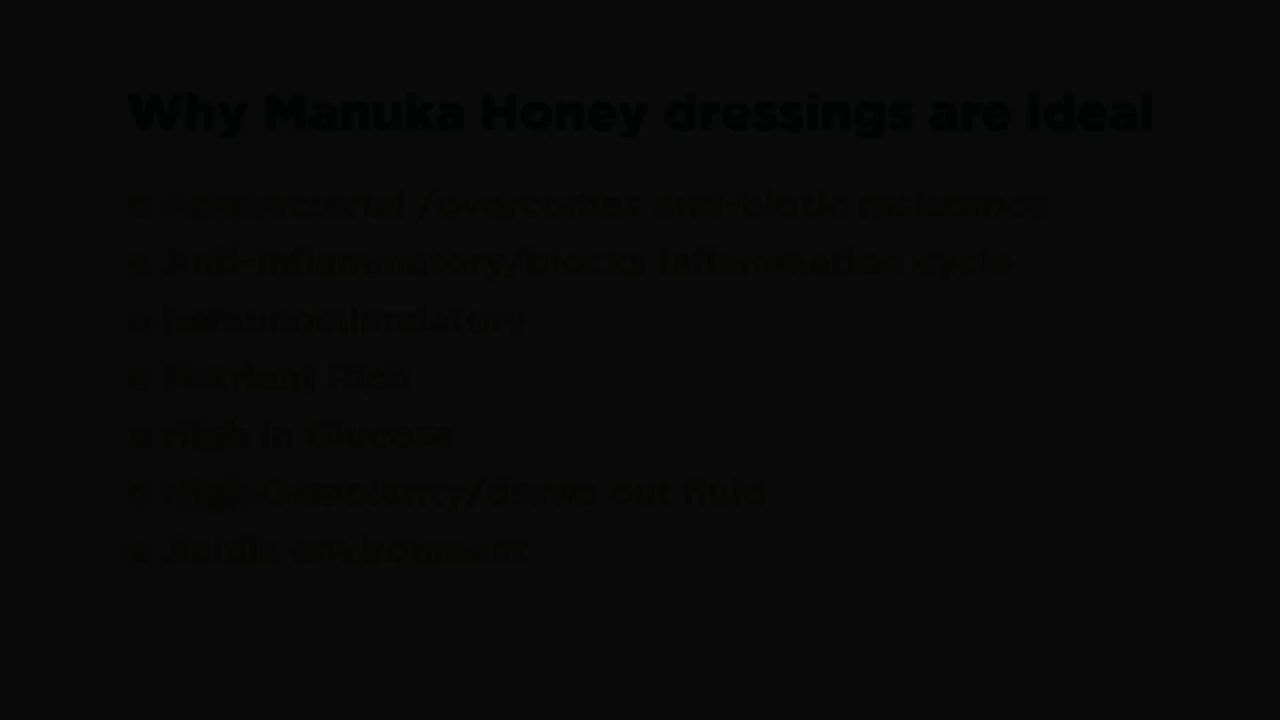 Why Manuka Honey dressings are ideal
Antibacterial /overcomes anti-biotic resistance
Anti-inflammatory/blocks inflammation cycle
Immunostimulatory
Nutrient Rich
High in Glucose
High Osmolarity/draws out fluid
Acidic environment